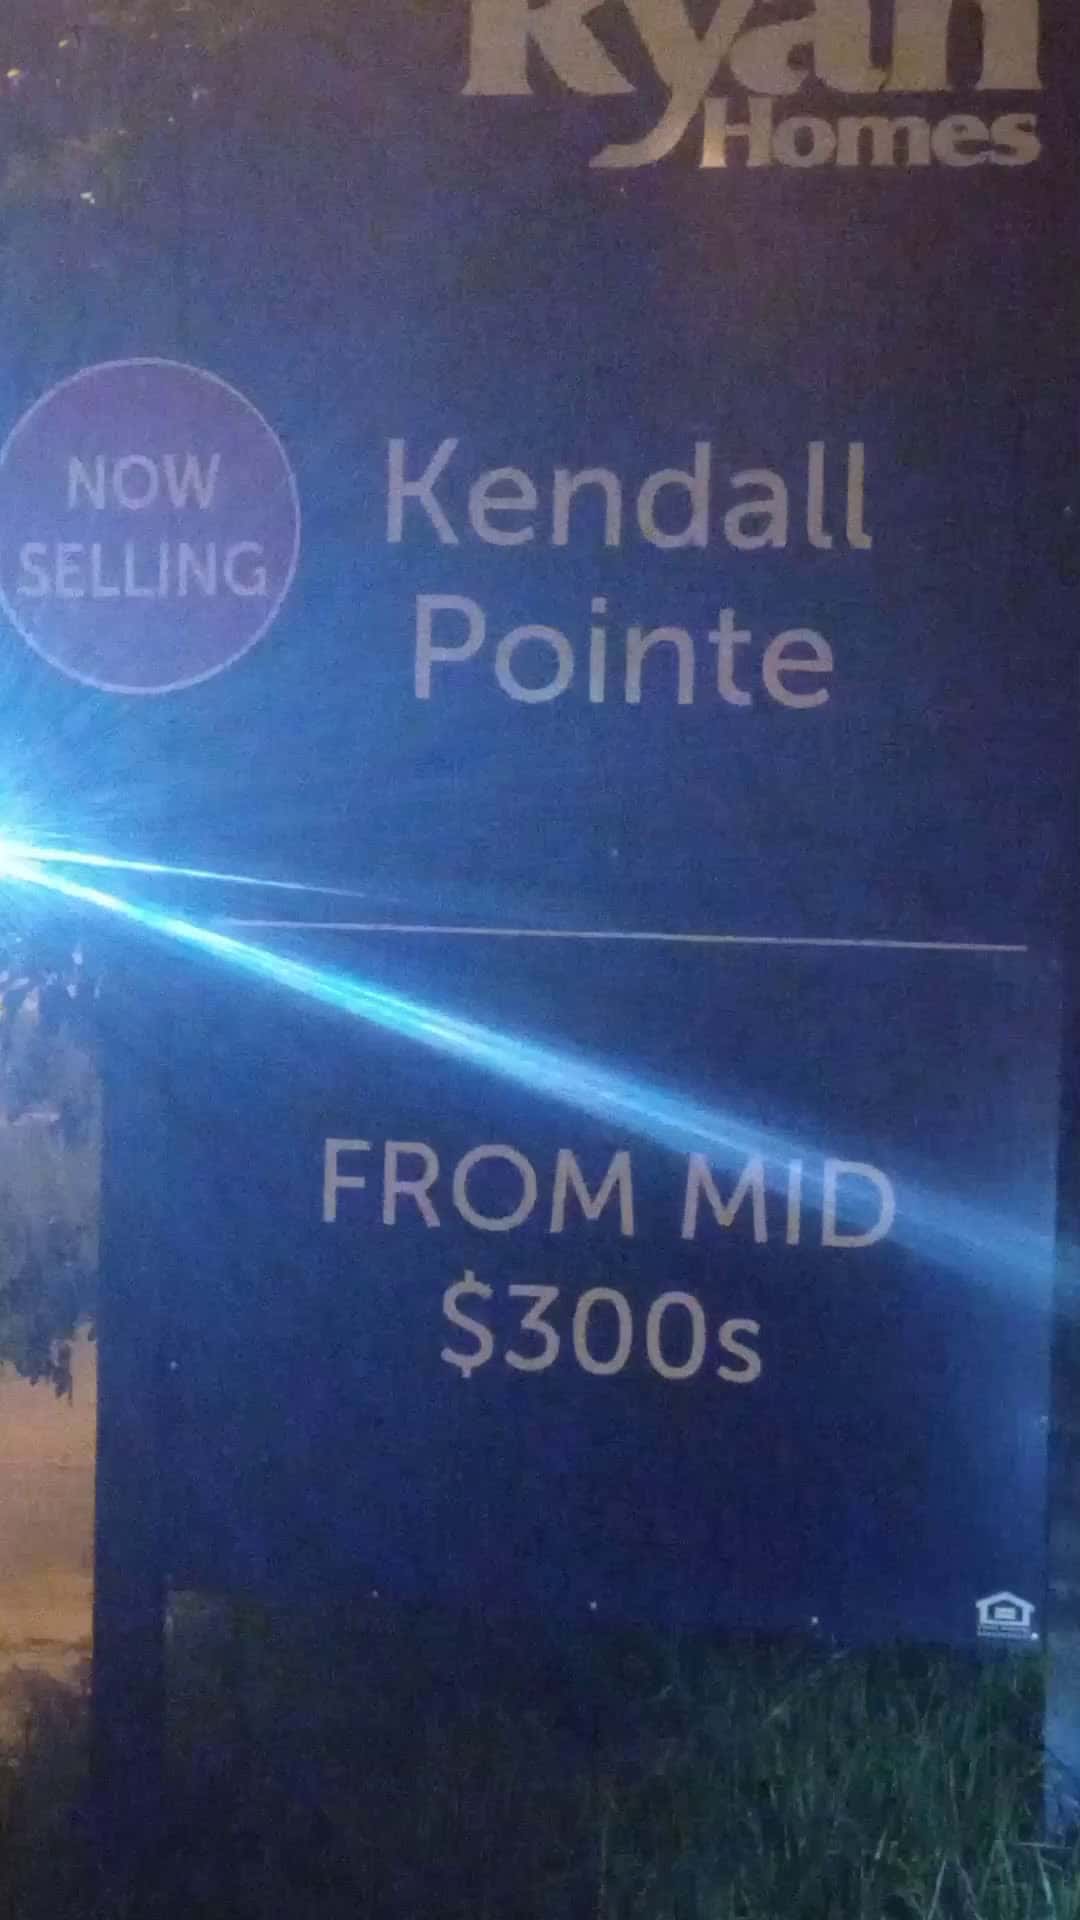 Ryan
Homes
NOW
SELLING
Kendall
Pointe
FROM MID
$300s